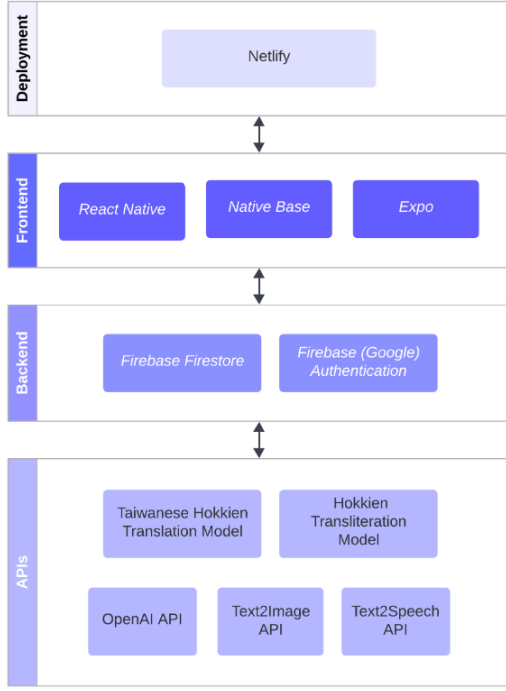 Deployment
Netlify
Frontend
React Native
Native Base
Expo
Backend
Firebase Firestore
Firebase (Google)
Authentication
APIs
Taiwanese Hokkien
Translation Model
Hokkien
Transliteration
Model
OpenAI API
Text2Image
API
Text2Speech
API